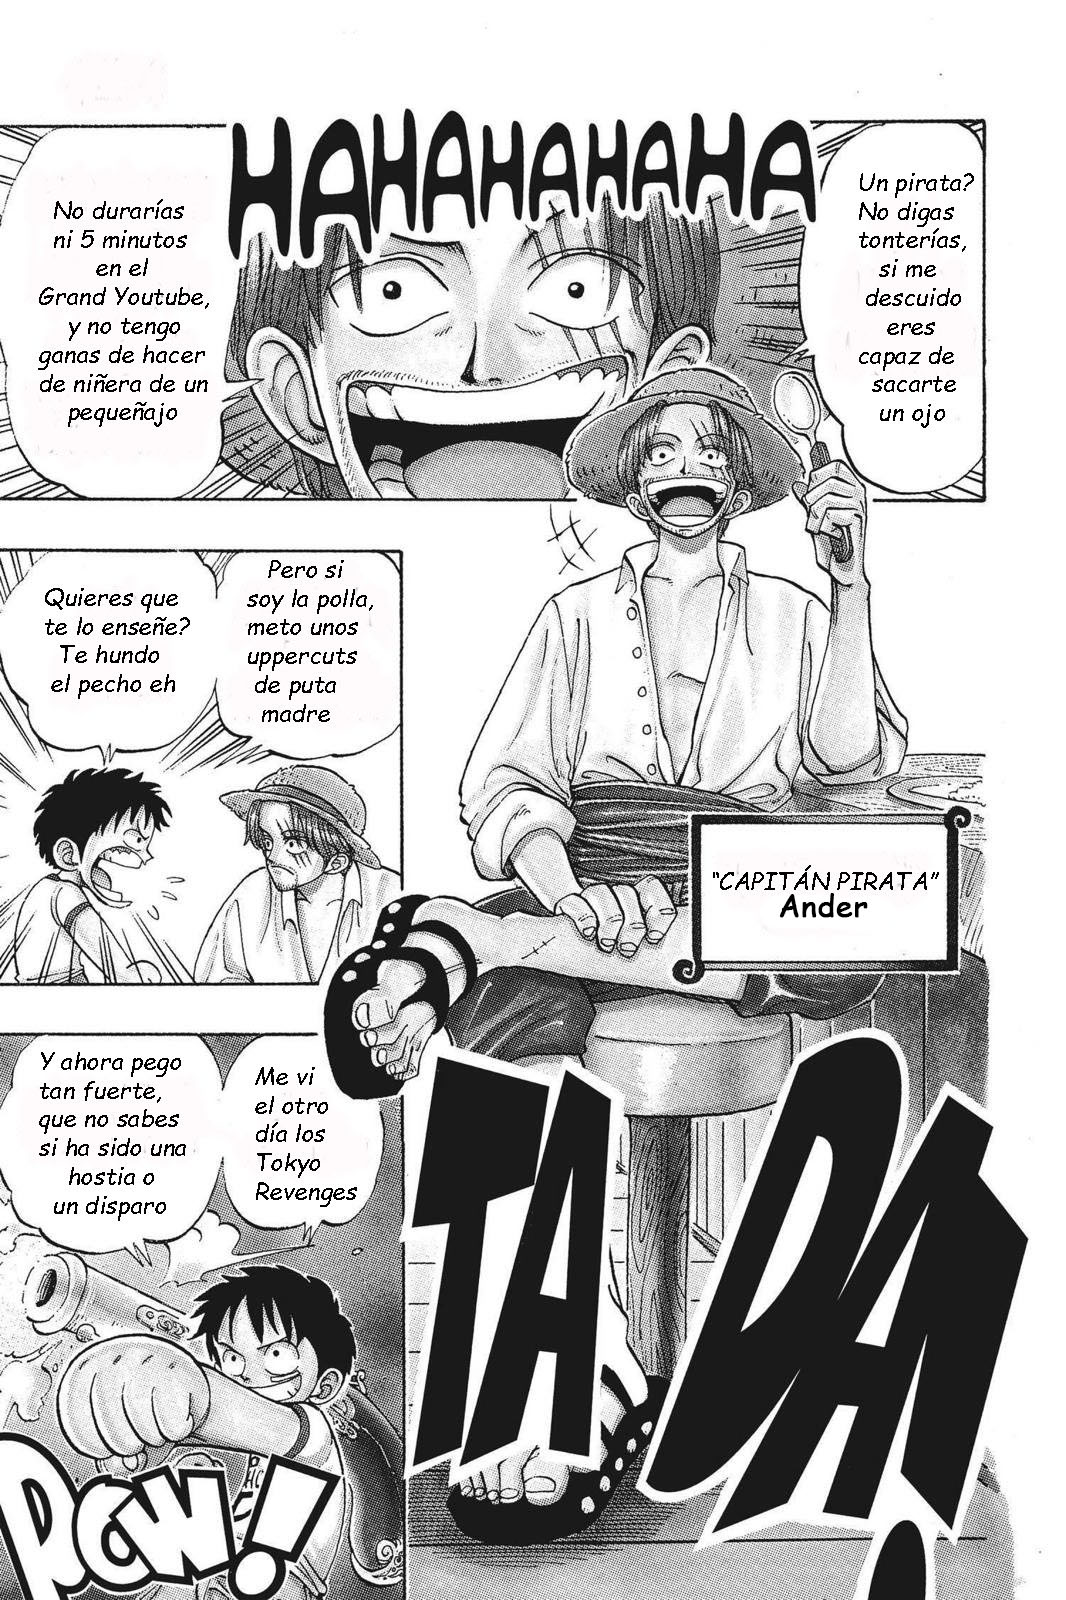 HAHAHAHAHAHA
Un pirata?
No digas
tonterías,
si me
descuido
eres
capaz de
sacarte
un ojo
No durarías
ni 5 minutos
en el
Grand Youtube,
y no tengo
ganas de hacer
de niñera de un
pequeñajo
"CAPITÁN PIRATA"
Ander
TADA!
Pero si
soy la polla,
meto unos
uppercuts
de puta
madre
Quieres que
te lo enseñe?
Te hundo
el pecho eh
Me vi
el otro
día los
Tokyo
Revenges
Y ahora pego
tan fuerte,
que no sabes
si ha sido una
hostia o
un disparo
POW!!